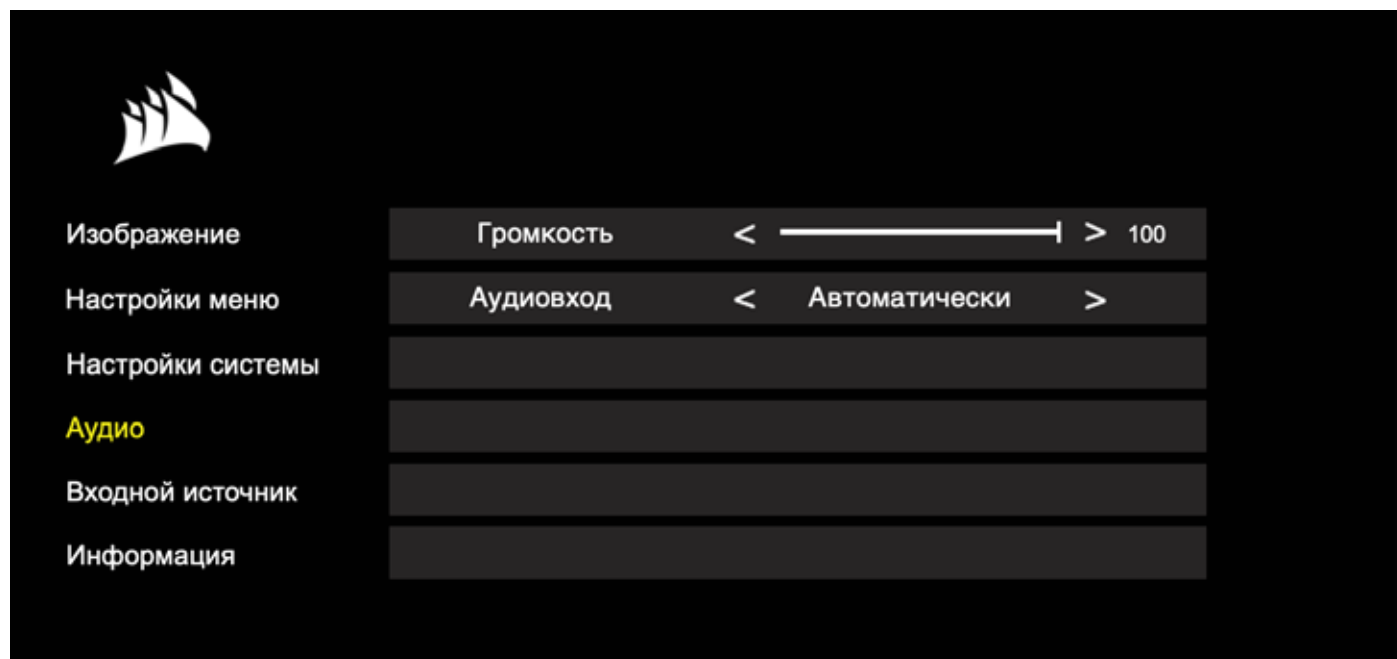 Изображение
Громкость < > 100
Настройки меню
Аудиовход < Автоматически >
Настройки системы
Аудио
Входной источник
Информация